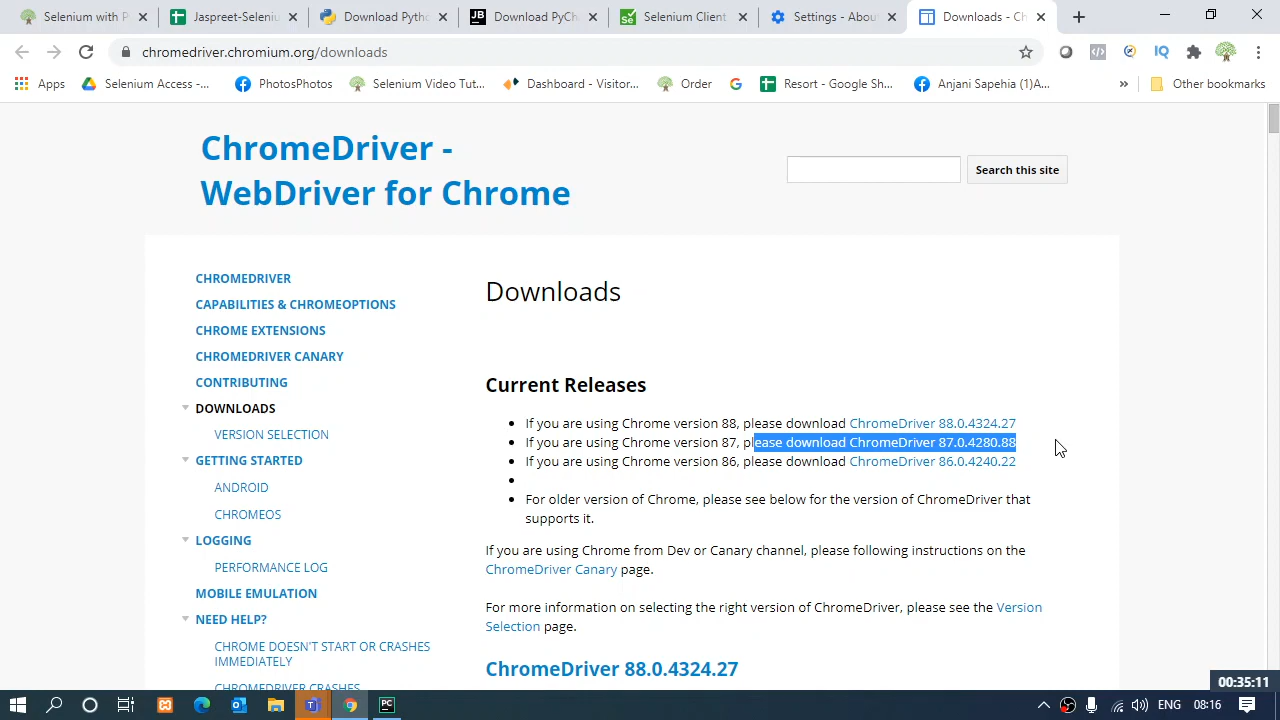 Selenium with P
Jaspreet-Seleniu
Download Pytho
Download PyCha
Selenium Client
Settings - Abou
Downloads - Ch
chromedriver.chromium.org/downloads
Apps
Selenium Access -...
PhotosPhotos
Selenium Video Tut...
Dashboard - Visitor...
Order
Resort - Google Sh...
Anjani Sapehia (1)A...
»
Other bookmarks
ChromeDriver -
WebDriver for Chrome
Search this site
CHROMEDRIVER
CAPABILITIES & CHROMEOPTIONS
CHROME EXTENSIONS
CHROMEDRIVER CANARY
CONTRIBUTING
DOWNLOADS
VERSION SELECTION
GETTING STARTED
ANDROID
CHROMEOS
LOGGING
PERFORMANCE LOG
MOBILE EMULATION
NEED HELP?
CHROME DOESN'T START OR CRASHES
IMMEDIATELY
CHROMEDRIVER CRASHES
Downloads
Current Releases
If you are using Chrome version 88, please download ChromeDriver 88.0.4324.27
If you are using Chrome version 87, please download ChromeDriver 87.0.4280.88
If you are using Chrome version 86, please download ChromeDriver 86.0.4240.22
For older version of Chrome, please see below for the version of ChromeDriver that
supports it.
If you are using Chrome from Dev or Canary channel, please following instructions on the
ChromeDriver Canary page.
For more information on selecting the right version of ChromeDriver, please see the Version
Selection page.
ChromeDriver 88.0.4324.27
00:35:11
ENG
08:16